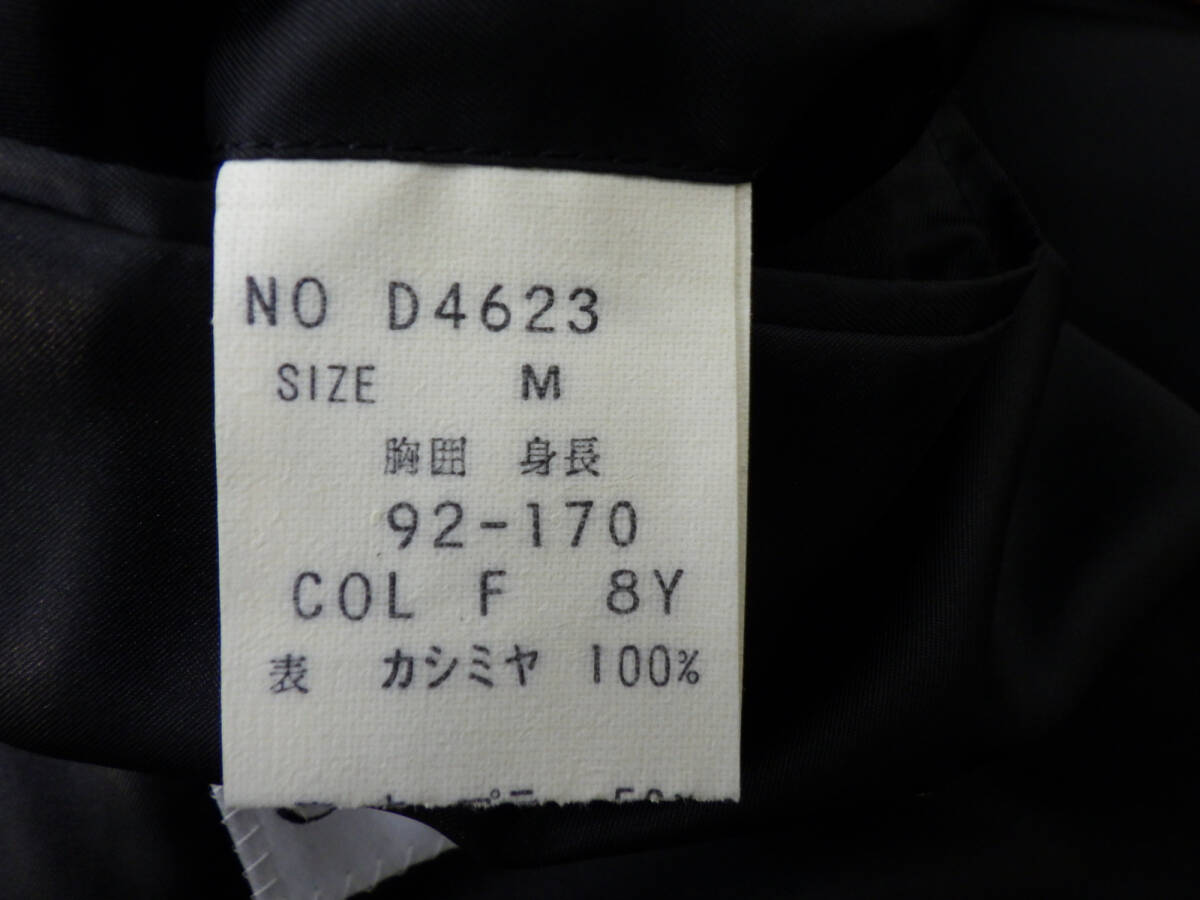 NO D4623
SIZE M
胸囲 身長
92-170
COL F 8Y
表 カシミヤ 100%